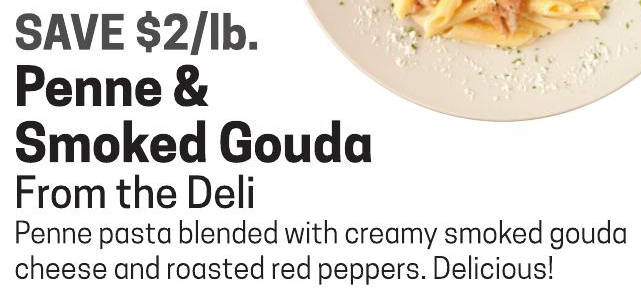 SAVE $2/lb.
Penne &
Smoked Gouda
From the Deli
Penne pasta blended with creamy smoked gouda
cheese and roasted red peppers. Delicious!